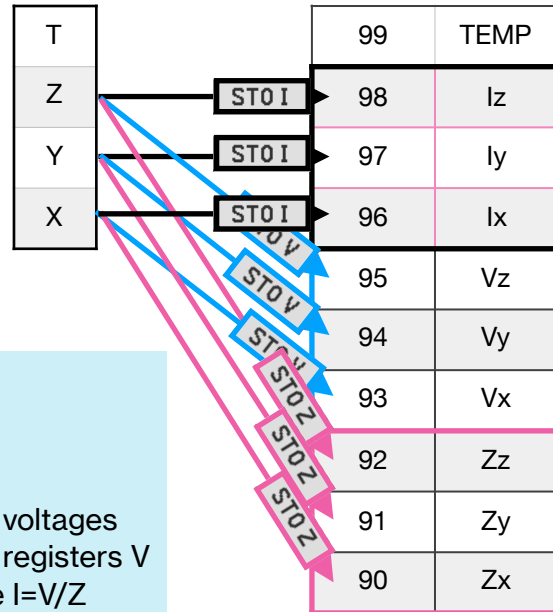 T
Z
Y
X
STO I
STO I
STO I
STO V
STO V
STO V
STO Z
STO Z
STO Z
99 TEMP
98 Iz
97 Iy
96 Ix
95 Vz
94 Vy
93 Vx
92 Zz
91 Zy
90 Zx
voltages
registers V
I=V/Z